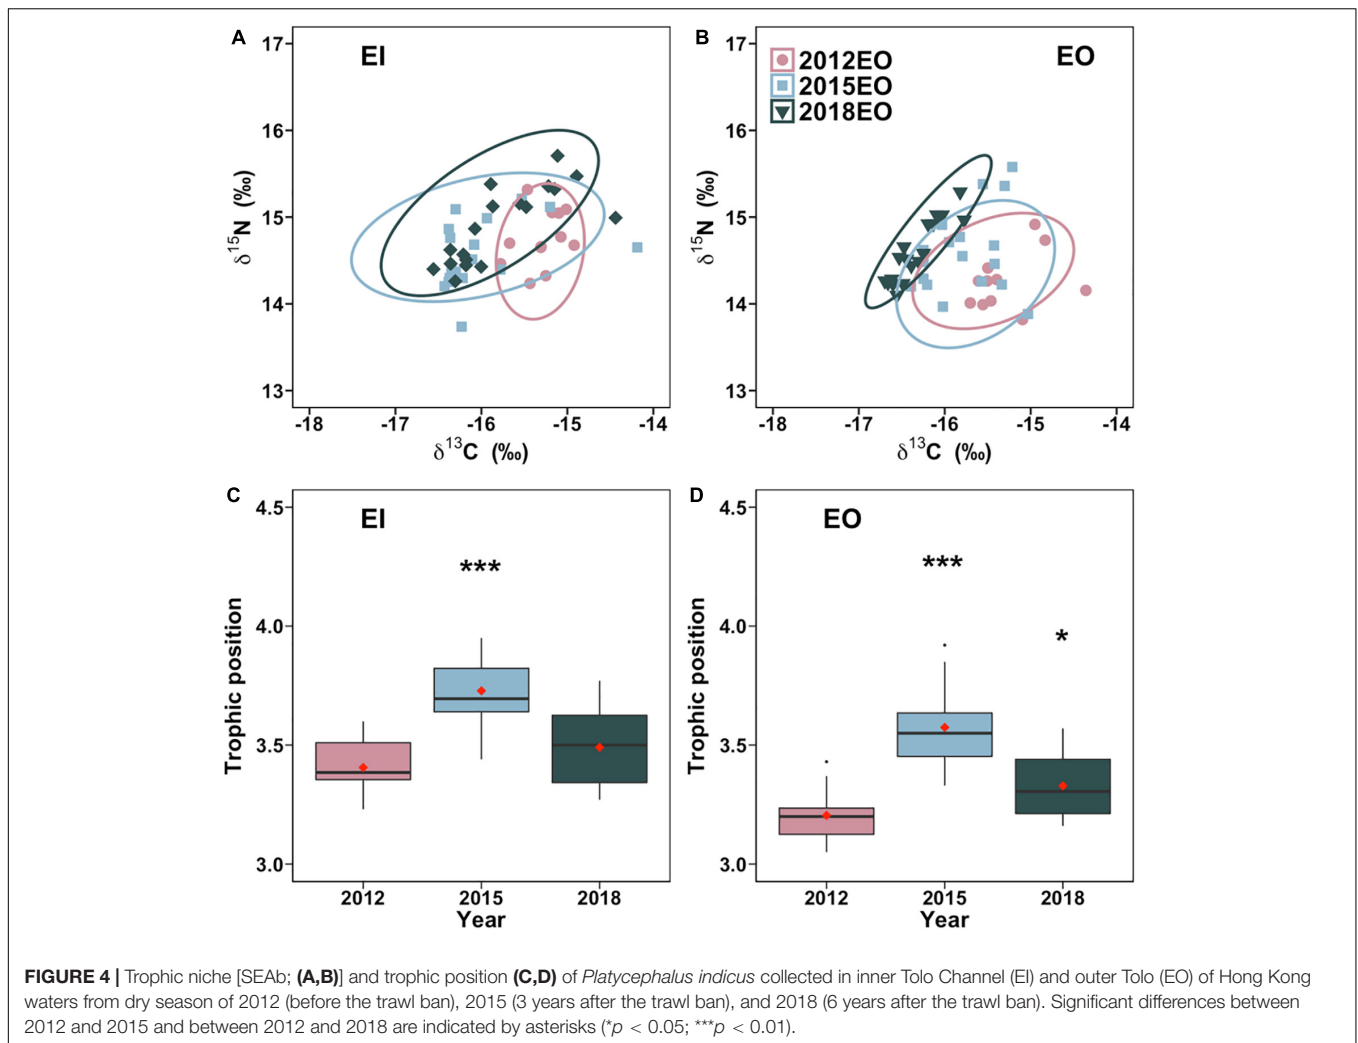 A
EI
17
16
15
14
13
δ15N (‰)
-18 -17 -16 -15 -14
δ13C (‰)
B
EO
2012EO
2015EO
2018EO
17
16
15
14
13
δ15N (‰)
-18 -17 -16 -15 -14
δ13C (‰)
C
EI
4.5
4.0
3.5
3.0
Trophic position
***
2012 2015 2018
Year
D
EO
4.5
4.0
3.5
3.0
Trophic position
***
*
2012 2015 2018
Year
FIGURE 4 | Trophic niche [SEAb; (A,B)] and trophic position (C,D) of Platycephalus indicus collected in inner Tolo Channel (EI) and outer Tolo (EO) of Hong Kong
waters from dry season of 2012 (before the trawl ban), 2015 (3 years after the trawl ban), and 2018 (6 years after the trawl ban). Significant differences between
2012 and 2015 and between 2012 and 2018 are indicated by asterisks (*p < 0.05; ***p < 0.01).